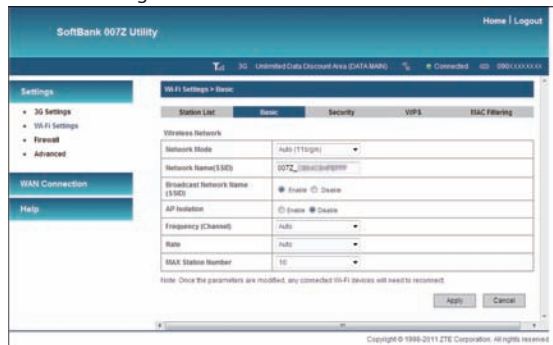 SoftBank 007Z Utility
Home | Logout
3G Unlimited Data Discount Area (DATA MAIN) Connected 090XXXXXXXX
Settings
3G Settings
Wi-Fi Settings
Firewall
Advanced
WAN Connection
Help
Wi-Fi Settings > Basic
Station List Basic Security WPS MAC Filtering
Wireless Network
Network Mode Auto (11b/g/n)
Network Name(SSID) 007Z_
Broadcast Network Name (SSID) Enable Disable
AP Isolation Enable Disable
Frequency (Channel) Auto
Rate Auto
MAX Station Number 10
Note: Once the parameters are modified, any connected Wi-Fi devices will need to reconnect.
Apply Cancel
Copyright © 1998-2011 ZTE Corporation. All rights reserved